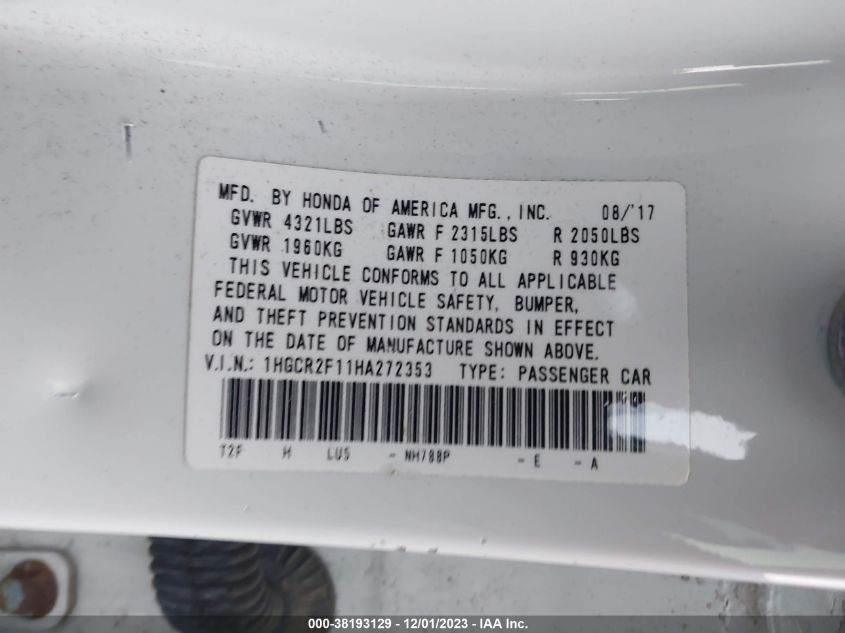 MFD. BY HONDA OF AMERICA MFG., INC. 08/'17
GVWR 4321LBS GAWR F 2315LBS R 2050LBS
GVWR 1960KG GAWR F 1050KG R 930KG
THIS VEHICLE CONFORMS TO ALL APPLICABLE
FEDERAL MOTOR VEHICLE SAFETY, BUMPER,
AND THEFT PREVENTION STANDARDS IN EFFECT
ON THE DATE OF MANUFACTURE SHOWN ABOVE.
V.I.N.: 1HGCR2F11HA272353 TYPE: PASSENGER CAR
T2F H LUS - NH788P - E - A
000-38193129 - 12/01/2023 - IAA Inc.